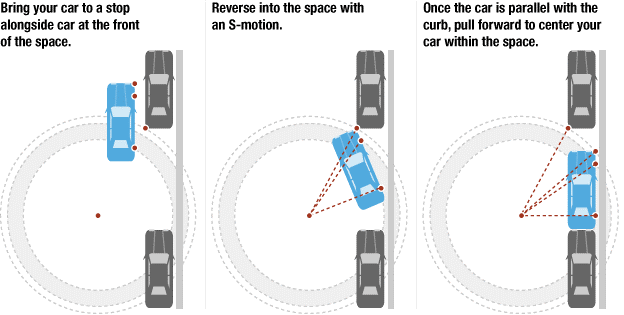 Bring your car to a stop
alongside car at the front
of the space.
Reverse into the space with
an S-motion.
Once the car is parallel with the
curb, pull forward to center your
car within the space.